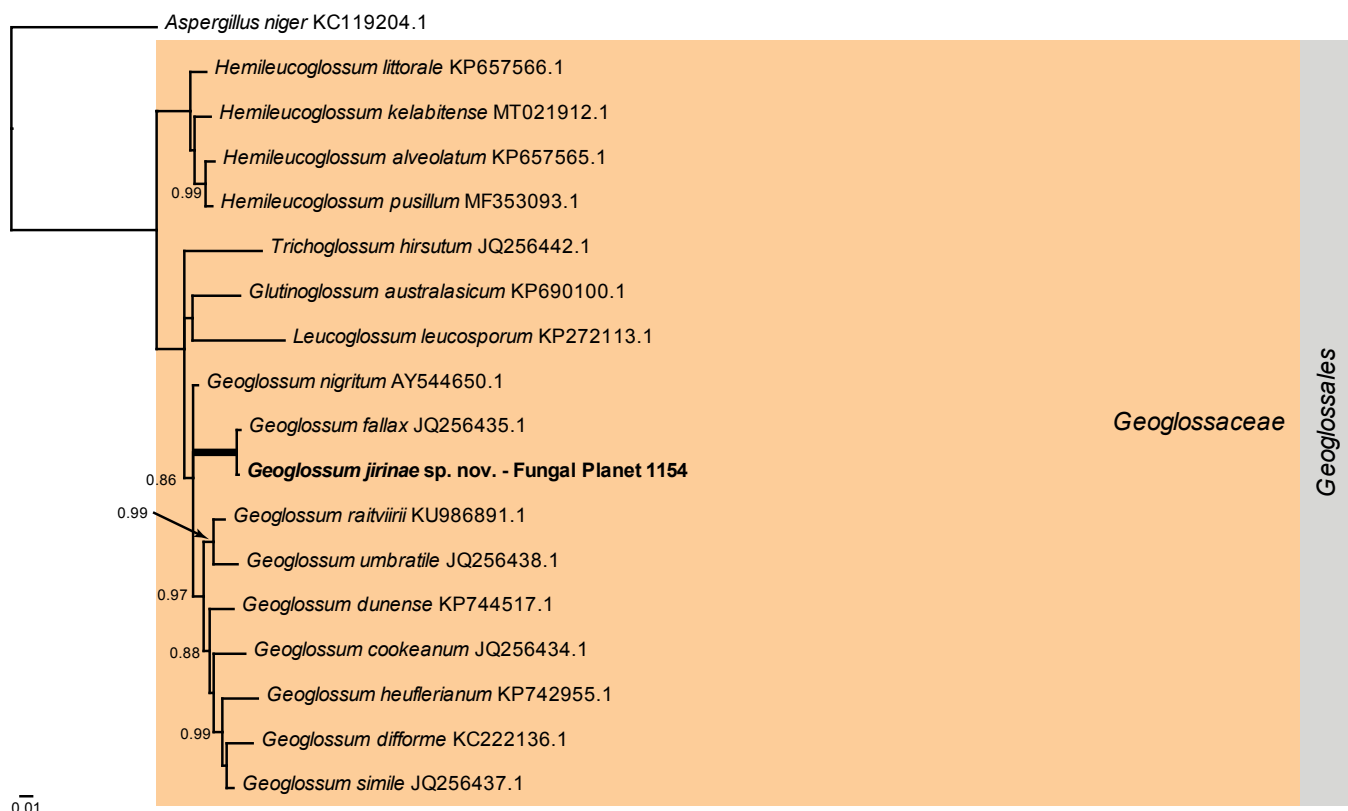 Aspergillus niger KC119204.1
Hemileucoglossum littorale KP657566.1
Hemileucoglossum kelabitense MT021912.1
Hemileucoglossum alveolatum KP657565.1
0.99
Hemileucoglossum pusillum MF353093.1
Trichoglossum hirsutum JQ256442.1
Glutinoglossum australasicum KP690100.1
Leucoglossum leucosporum KP272113.1
Geoglossum nigritum AY544650.1
Geoglossum fallax JQ256435.1
Geoglossaceae
Geoglossales
Geoglossum jirinae sp. nov. - Fungal Planet 1154
0.86
0.99
Geoglossum raitviirii KU986891.1
Geoglossum umbratile JQ256438.1
0.97
Geoglossum dunense KP744517.1
0.88
Geoglossum cookeanum JQ256434.1
Geoglossum heuflerianum KP742955.1
0.99
Geoglossum difforme KC222136.1
Geoglossum simile JQ256437.1
0.01